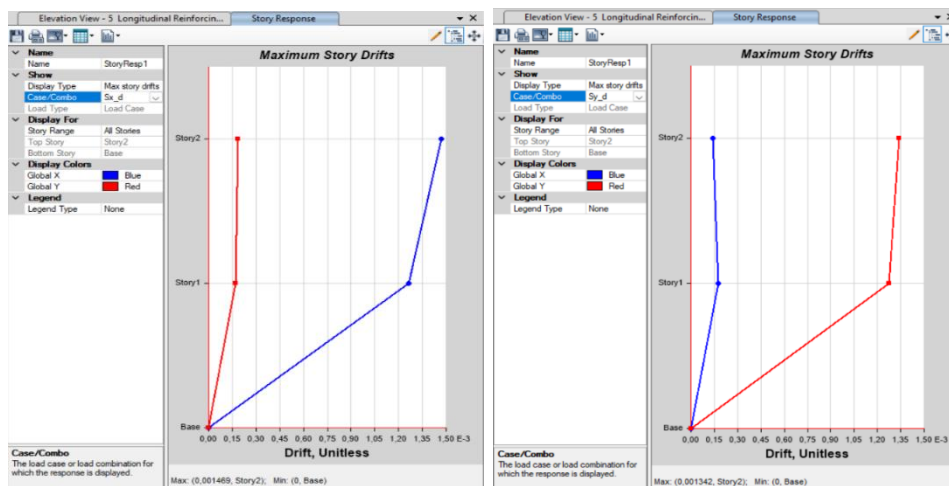 Elevation View - 5 Longitudinal Reinforcin...
Story Response
Name
Name StoryResp1
Show
Display Type Max story drifts
Case/Combo Sx_d
Load Type Load Case
Display For
Story Range All Stories
Top Story Story2
Bottom Story Base
Display Colors
Global X Blue
Global Y Red
Legend
Legend Type None
Case/Combo
The load case or load combination for
which the response is displayed.
Maximum Story Drifts
Story2
Story1
Base
0,00 0,15 0,30 0,45 0,60 0,75 0,90 1,05 1,20 1,35 1,50 E-3
Drift, Unitless
Max: (0,001469, Story2); Min: (0, Base)
Elevation View - 5 Longitudinal Reinforcin...
Story Response
Name
Name StoryResp1
Show
Display Type Max story drifts
Case/Combo Sy_d
Load Type Load Case
Display For
Story Range All Stories
Top Story Story2
Bottom Story Base
Display Colors
Global X Blue
Global Y Red
Legend
Legend Type None
Case/Combo
The load case or load combination for
which the response is displayed.
Maximum Story Drifts
Story2
Story1
Base
0,00 0,15 0,30 0,45 0,60 0,75 0,90 1,05 1,20 1,35 1,50 E-3
Drift, Unitless
Max: (0,001342, Story2); Min: (0, Base)